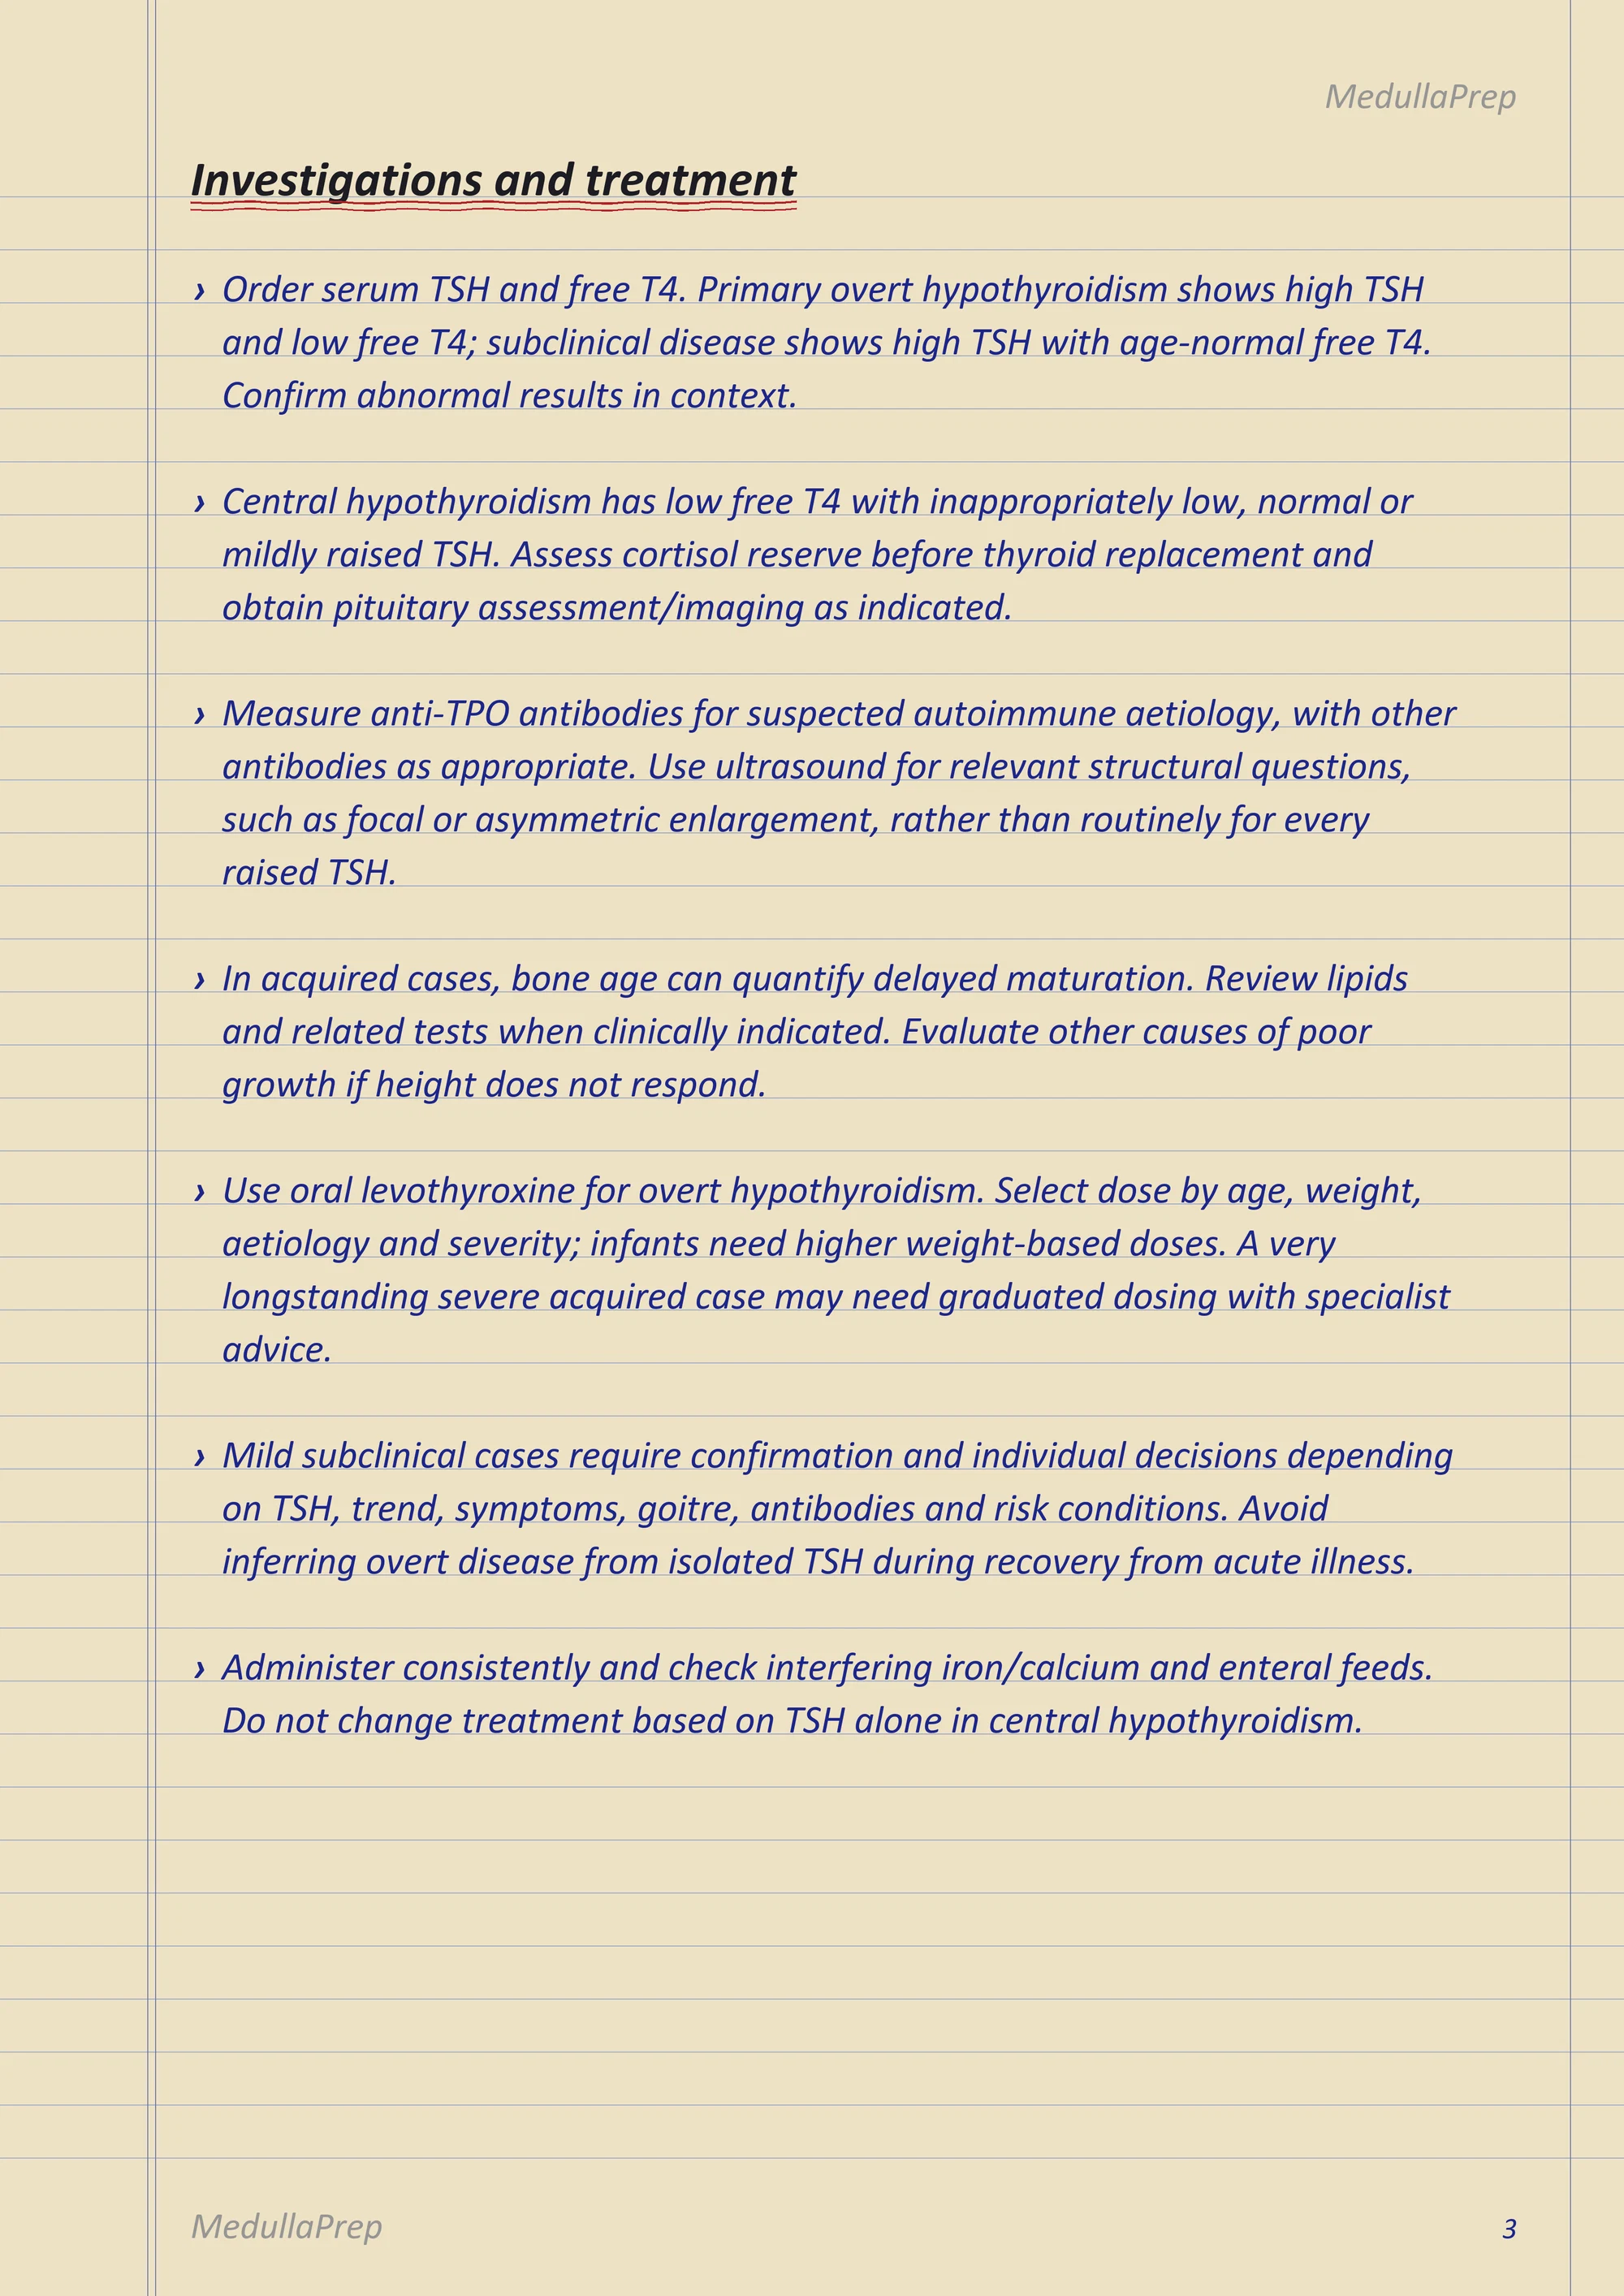 MedullaPrep
Investigations and treatment
› Order serum TSH and free T4. Primary overt hypothyroidism shows high TSH
and low free T4; subclinical disease shows high TSH with age-normal free T4.
Confirm abnormal results in context.
› Central hypothyroidism has low free T4 with inappropriately low, normal or
mildly raised TSH. Assess cortisol reserve before thyroid replacement and
obtain pituitary assessment/imaging as indicated.
› Measure anti-TPO antibodies for suspected autoimmune aetiology, with other
antibodies as appropriate. Use ultrasound for relevant structural questions,
such as focal or asymmetric enlargement, rather than routinely for every
raised TSH.
› In acquired cases, bone age can quantify delayed maturation. Review lipids
and related tests when clinically indicated. Evaluate other causes of poor
growth if height does not respond.
› Use oral levothyroxine for overt hypothyroidism. Select dose by age, weight,
aetiology and severity; infants need higher weight-based doses. A very
longstanding severe acquired case may need graduated dosing with specialist
advice.
› Mild subclinical cases require confirmation and individual decisions depending
on TSH, trend, symptoms, goitre, antibodies and risk conditions. Avoid
inferring overt disease from isolated TSH during recovery from acute illness.
› Administer consistently and check interfering iron/calcium and enteral feeds.
Do not change treatment based on TSH alone in central hypothyroidism.
MedullaPrep
3